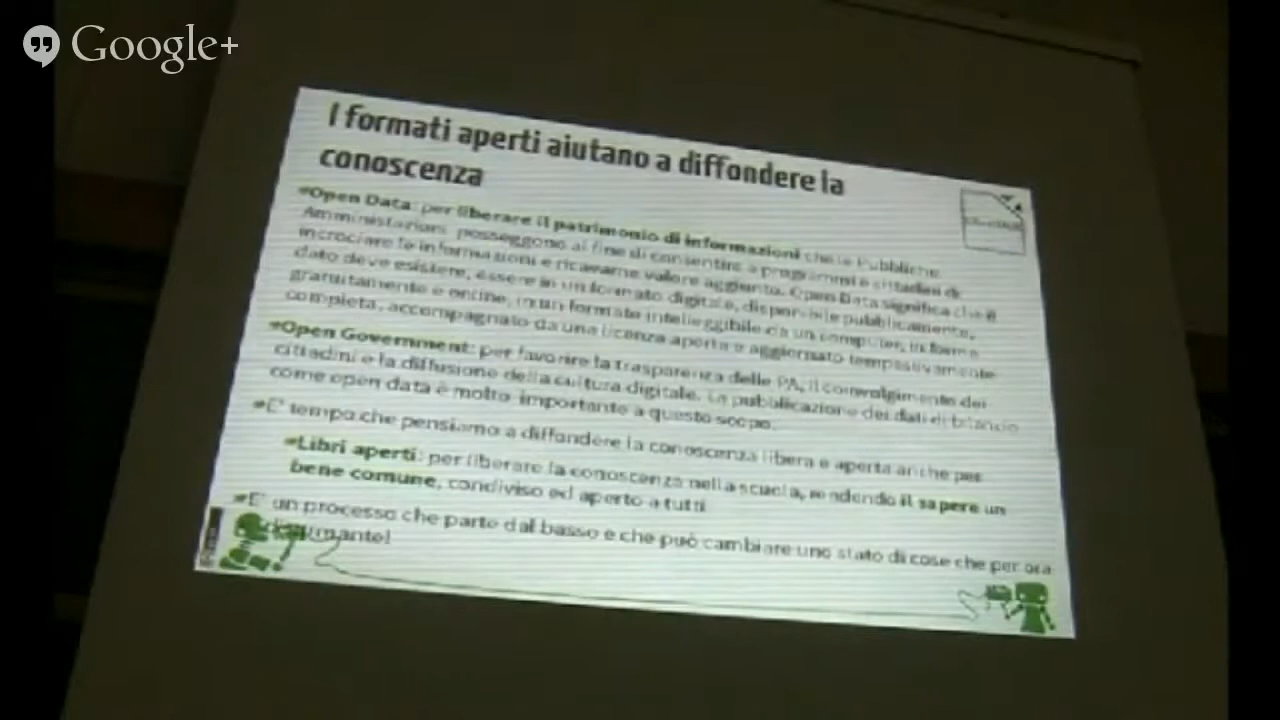 Google+
I formati aperti aiutano a diffondere la
conoscenza
Open Data: per liberare il patrimonio di informazioni che le Pubbliche
Amministrazioni posseggono al fine di consentire a programmi e cittadini di
incrociare le informazioni e ricavarne valore aggiunto. Open Data significa che il
dato deve esistere, essere in un formato digitale, disponibile pubblicamente,
gratuitamente e online, in un formato intelleggibile da un computer, in forma
completa, accompagnato da una licenza aperta e aggiornato tempestivamente
Open Government: per favorire la trasparenza delle PA, il coinvolgimento dei
cittadini e la diffusione della cultura digitale. La pubblicazione dei dati di bilancio
come open data è molto importante a questo scopo.
E' tempo che pensiamo a diffondere la conoscenza libera e aperta anche per
Libri aperti: per liberare la conoscenza nella scuola, rendendo il sapere un
bene comune, condiviso ed aperto a tutti
E' un processo che parte dal basso e che può cambiare uno stato di cose che per ora